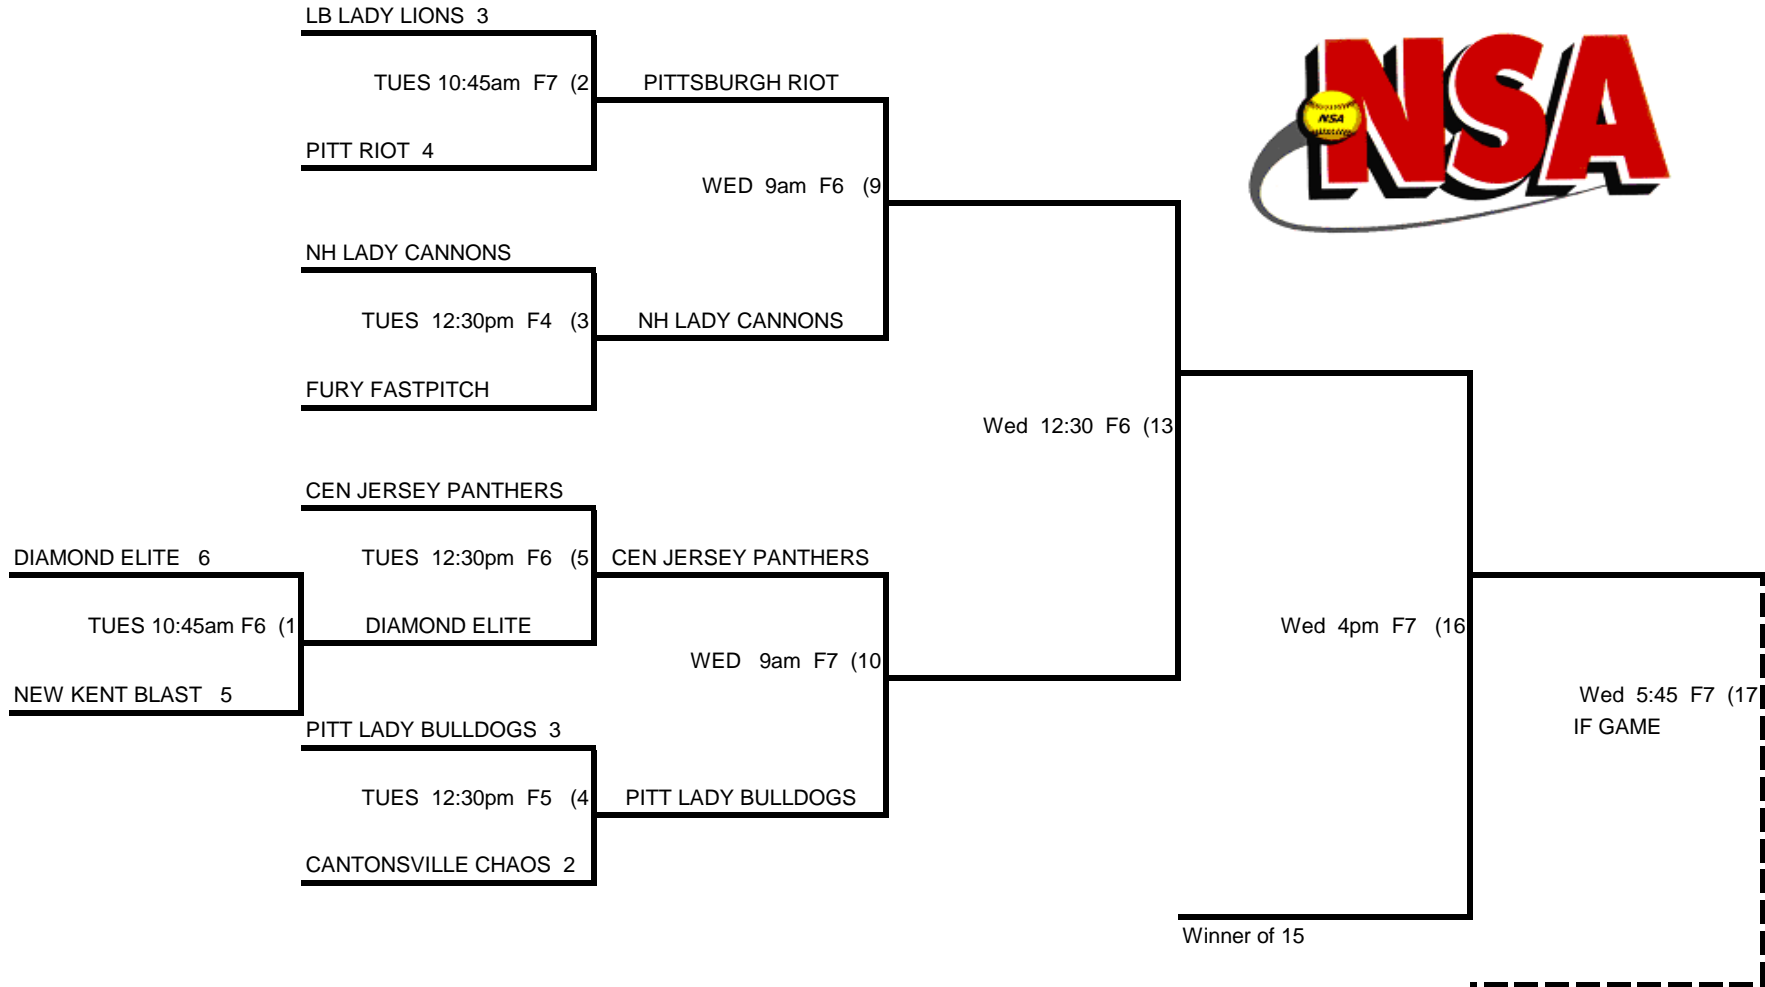 LB LADY LIONS 3
TUES 10:45am F7 (2
PITTSBURGH RIOT
PITT RIOT 4
WED 9am F6 (9
NSA
NSA
NH LADY CANNONS
TUES 12:30pm F4 (3
NH LADY CANNONS
FURY FASTPITCH
Wed 12:30 F6 (13
CEN JERSEY PANTHERS
DIAMOND ELITE 6
TUES 12:30pm F6 (5
CEN JERSEY PANTHERS
TUES 10:45am F6 (1
DIAMOND ELITE
Wed 4pm F7 (16
WED 9am F7 (10
NEW KENT BLAST 5
Wed 5:45 F7 (17
IF GAME
PITT LADY BULLDOGS 3
TUES 12:30pm F5 (4
PITT LADY BULLDOGS
CANTONSVILLE CHAOS 2
Winner of 15